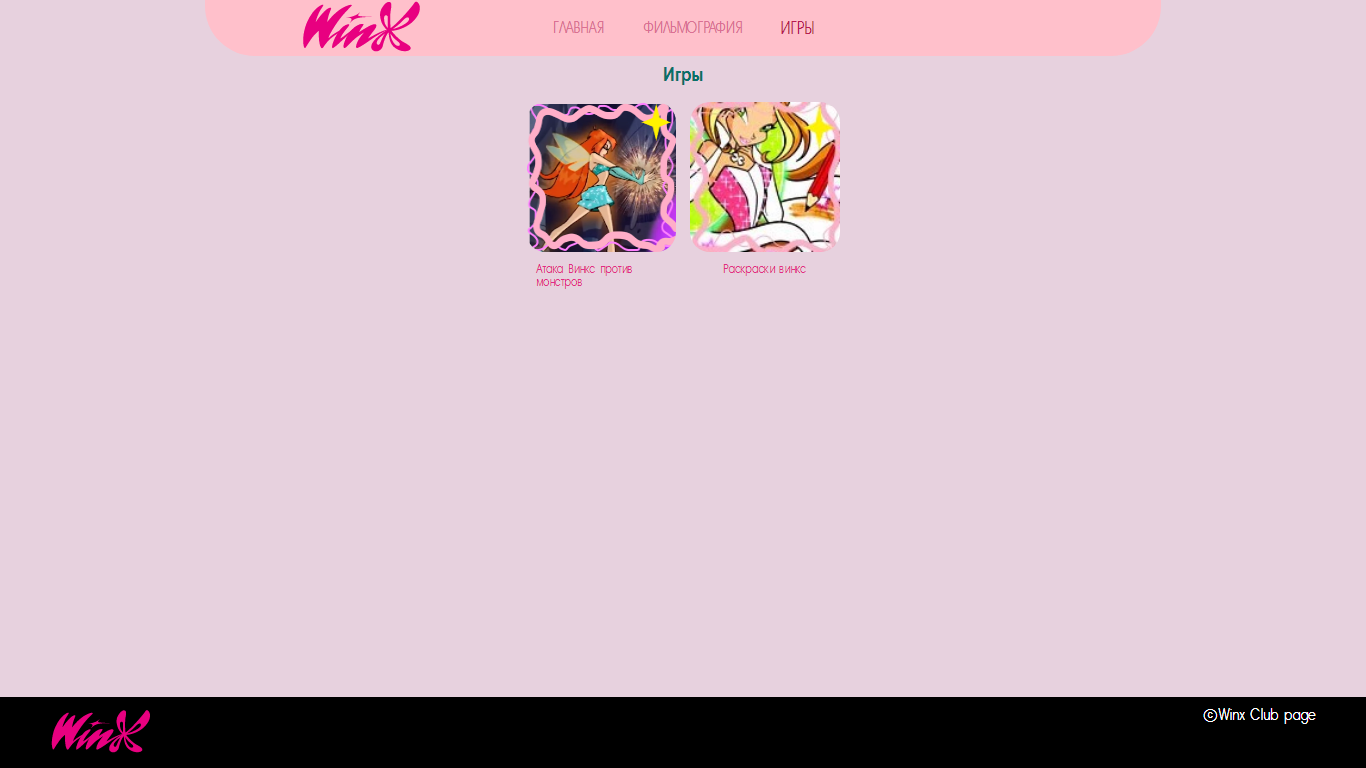 Winx
ГЛАВНАЯ ФИЛЬМОГРАФИЯ ИГРЫ
Игры
Атака Винкс против
монстров
Раскраски винкс
Winx
©Winx Club page